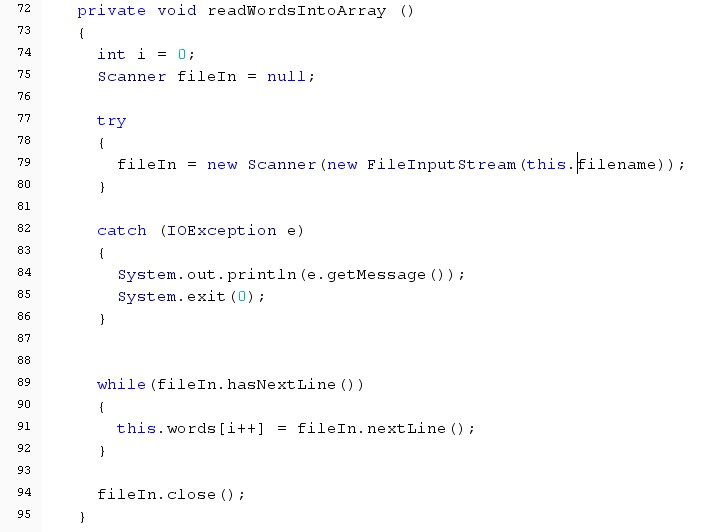 72 private void readWordsIntoArray ()
73 {
74 int i = 0;
75 Scanner fileIn = null;
76
77 try
78 {
79 fileIn = new Scanner(new FileInputStream(this.filename));
80 }
81
82 catch (IOException e)
83 {
84 System.out.println(e.getMessage());
85 System.exit(0);
86 }
87
88
89 while(fileIn.hasNextLine())
90 {
91 this.words[i++] = fileIn.nextLine();
92 }
93
94 fileIn.close();
95 }